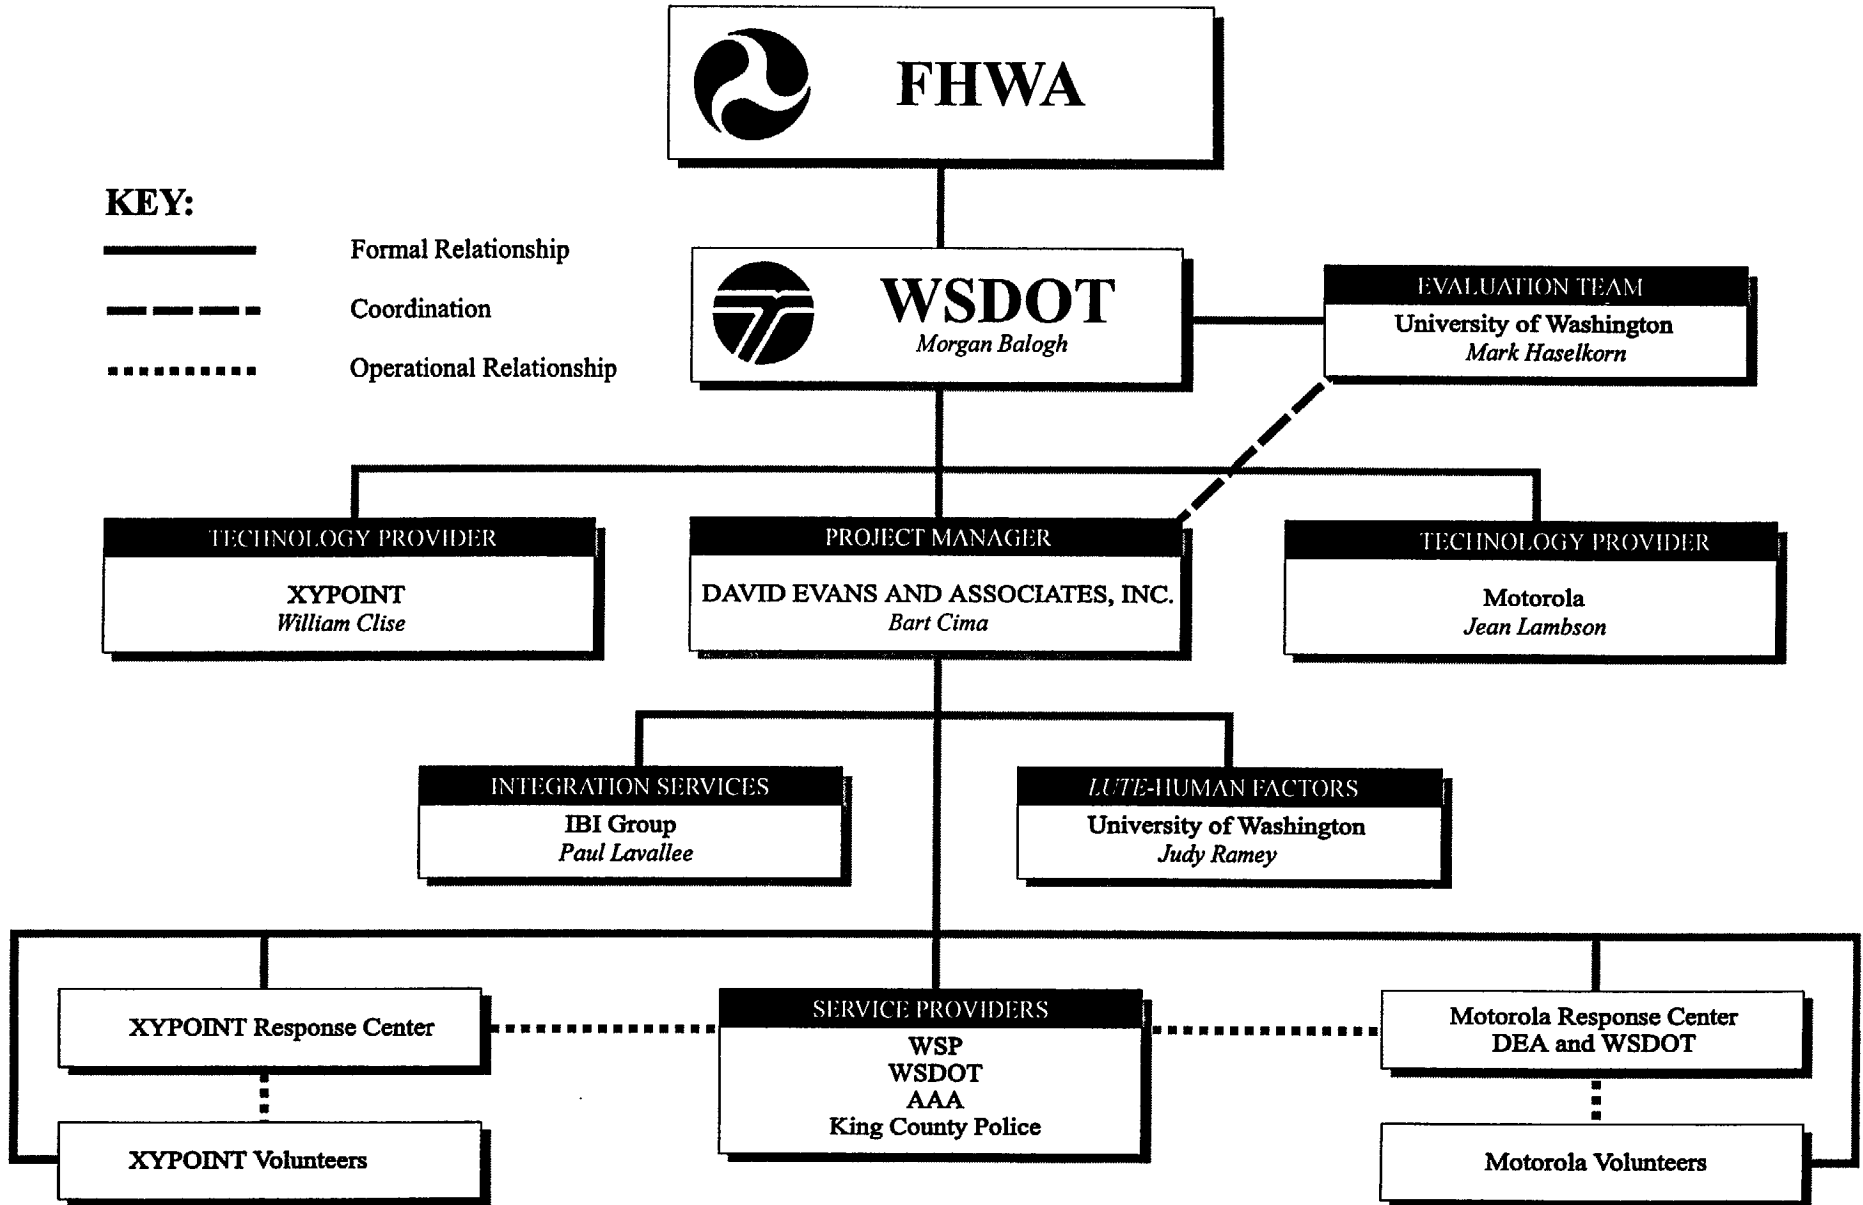 FHWA
KEY:
Formal Relationship
Coordination
Operational Relationship
WSDOT
Morgan Balogh
EVALUATION TEAM
University of Washington
Mark Haselkorn
TECHNOLOGY PROVIDER
XYPOINT
William Clise
PROJECT MANAGER
DAVID EVANS AND ASSOCIATES, INC.
Bart Cima
TECHNOLOGY PROVIDER
Motorola
Jean Lambson
INTEGRATION SERVICES
IBI Group
Paul Lavallee
LUTE-HUMAN FACTORS
University of Washington
Judy Ramey
XYPOINT Response Center
SERVICE PROVIDERS
WSP
WSDOT
AAA
King County Police
Motorola Response Center
DEA and WSDOT
XYPOINT Volunteers
Motorola Volunteers